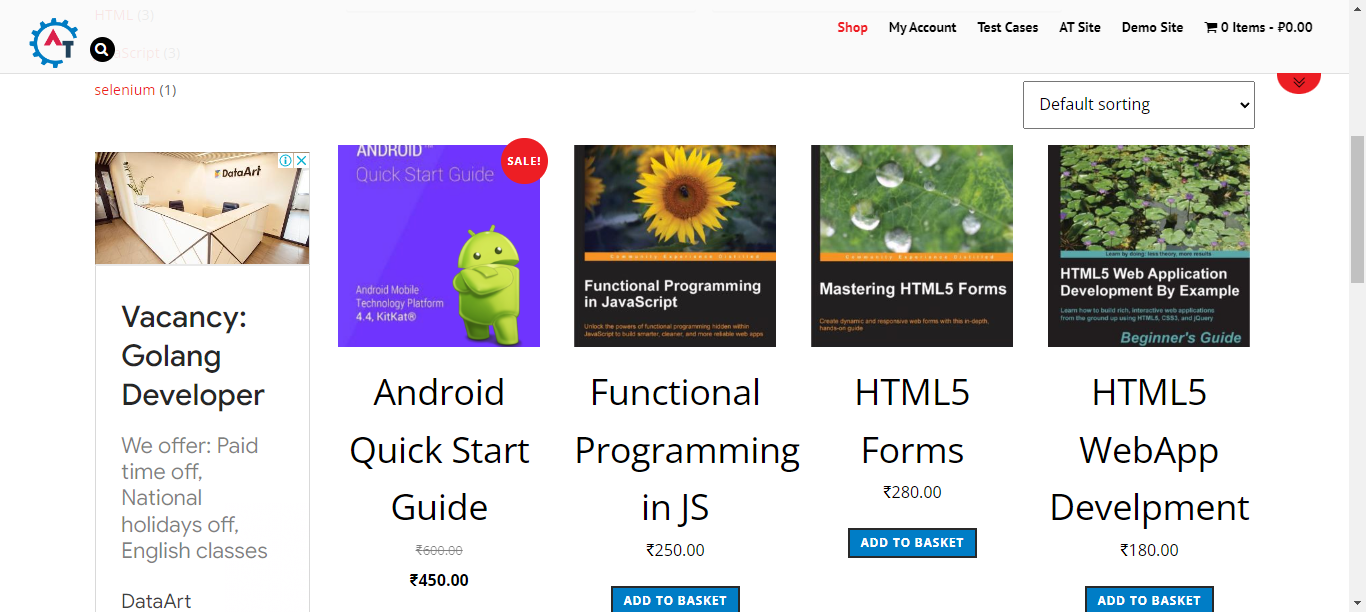 HTML (3)
JavaScript (3)
selenium (1)
AT
Shop
My Account
Test Cases
AT Site
Demo Site
0 Items - ₽0.00
Default sorting
DataArt
Vacancy:
Golang
Developer
We offer: Paid
time off,
National
holidays off,
English classes
DataArt
ANDROID™
Quick Start Guide
SALE!
Android Mobile
Technology Platform
4.4, KitKat®
Android
Quick Start
Guide
₹600.00
₹450.00
Community Experience Distilled
Functional Programming
in JavaScript
Unlock the powers of functional programming hidden within
JavaScript to build smarter, cleaner, and more reliable web apps
Functional
Programming
in JS
₹250.00
ADD TO BASKET
Community Experience Distilled
Mastering HTML5 Forms
Create dynamic and responsive web forms with this in-depth,
hands-on guide
HTML5
Forms
₹280.00
ADD TO BASKET
Learn by doing: less theory, more results
HTML5 Web Application
Development By Example
Learn how to build rich, interactive web applications
from the ground up using HTML5, CSS3, and jQuery
Beginner's Guide
HTML5
WebApp
Develpment
₹180.00
ADD TO BASKET